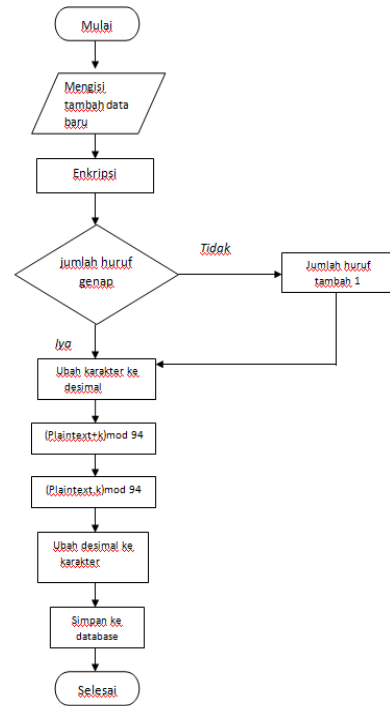 Mulai
Mengisi
tambah data
baru
Enkripsi
jumlah huruf
genap
Tidak
Jumlah huruf
tambah 1
Iya
Ubah karakter ke
desimal
(Plaintext+k)mod 94
(Plaintext.k)mod 94
Ubah desimal ke
karakter
Simpan ke
database
Selesai